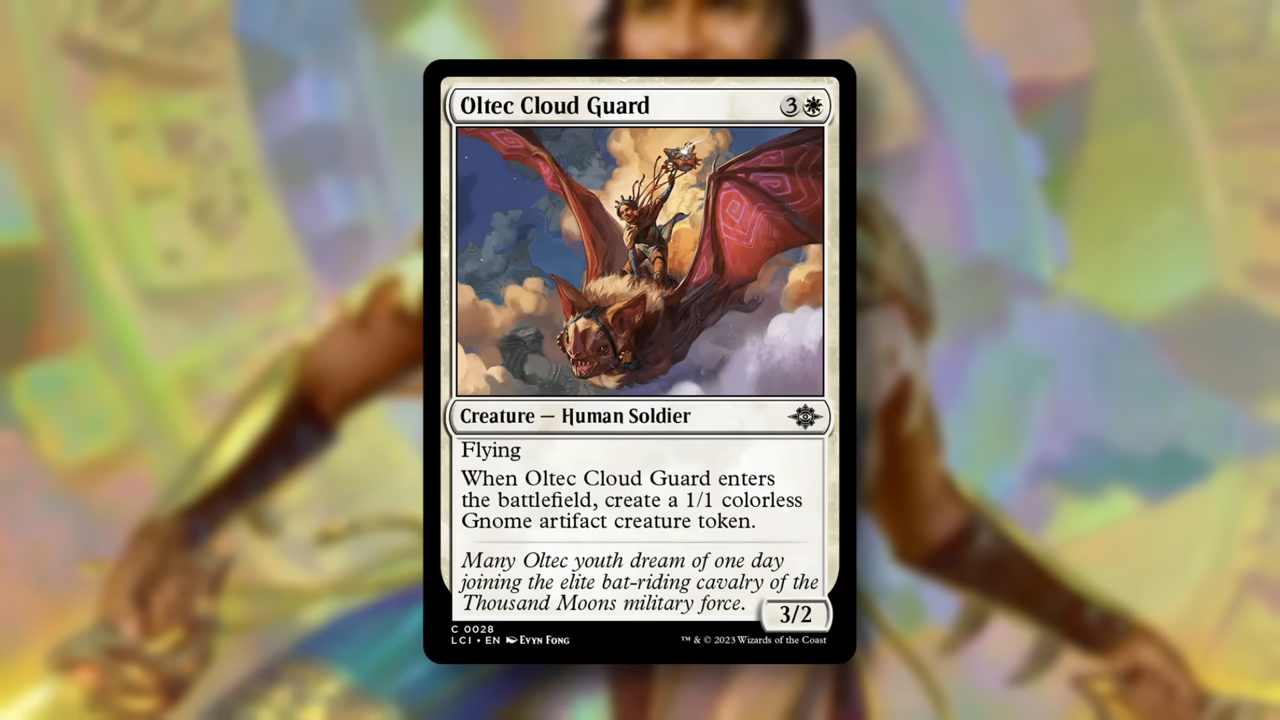 Oltec Cloud Guard 3
Creature — Human Soldier
Flying
When Oltec Cloud Guard enters
the battlefield, create a 1/1 colorless
Gnome artifact creature token.
Many Oltec youth dream of one day
joining the elite bat-riding cavalry of the
Thousand Moons military force.
3/2
C 0028
LCI • EN Evyn Fong
™ & © 2023 Wizards of the Coast